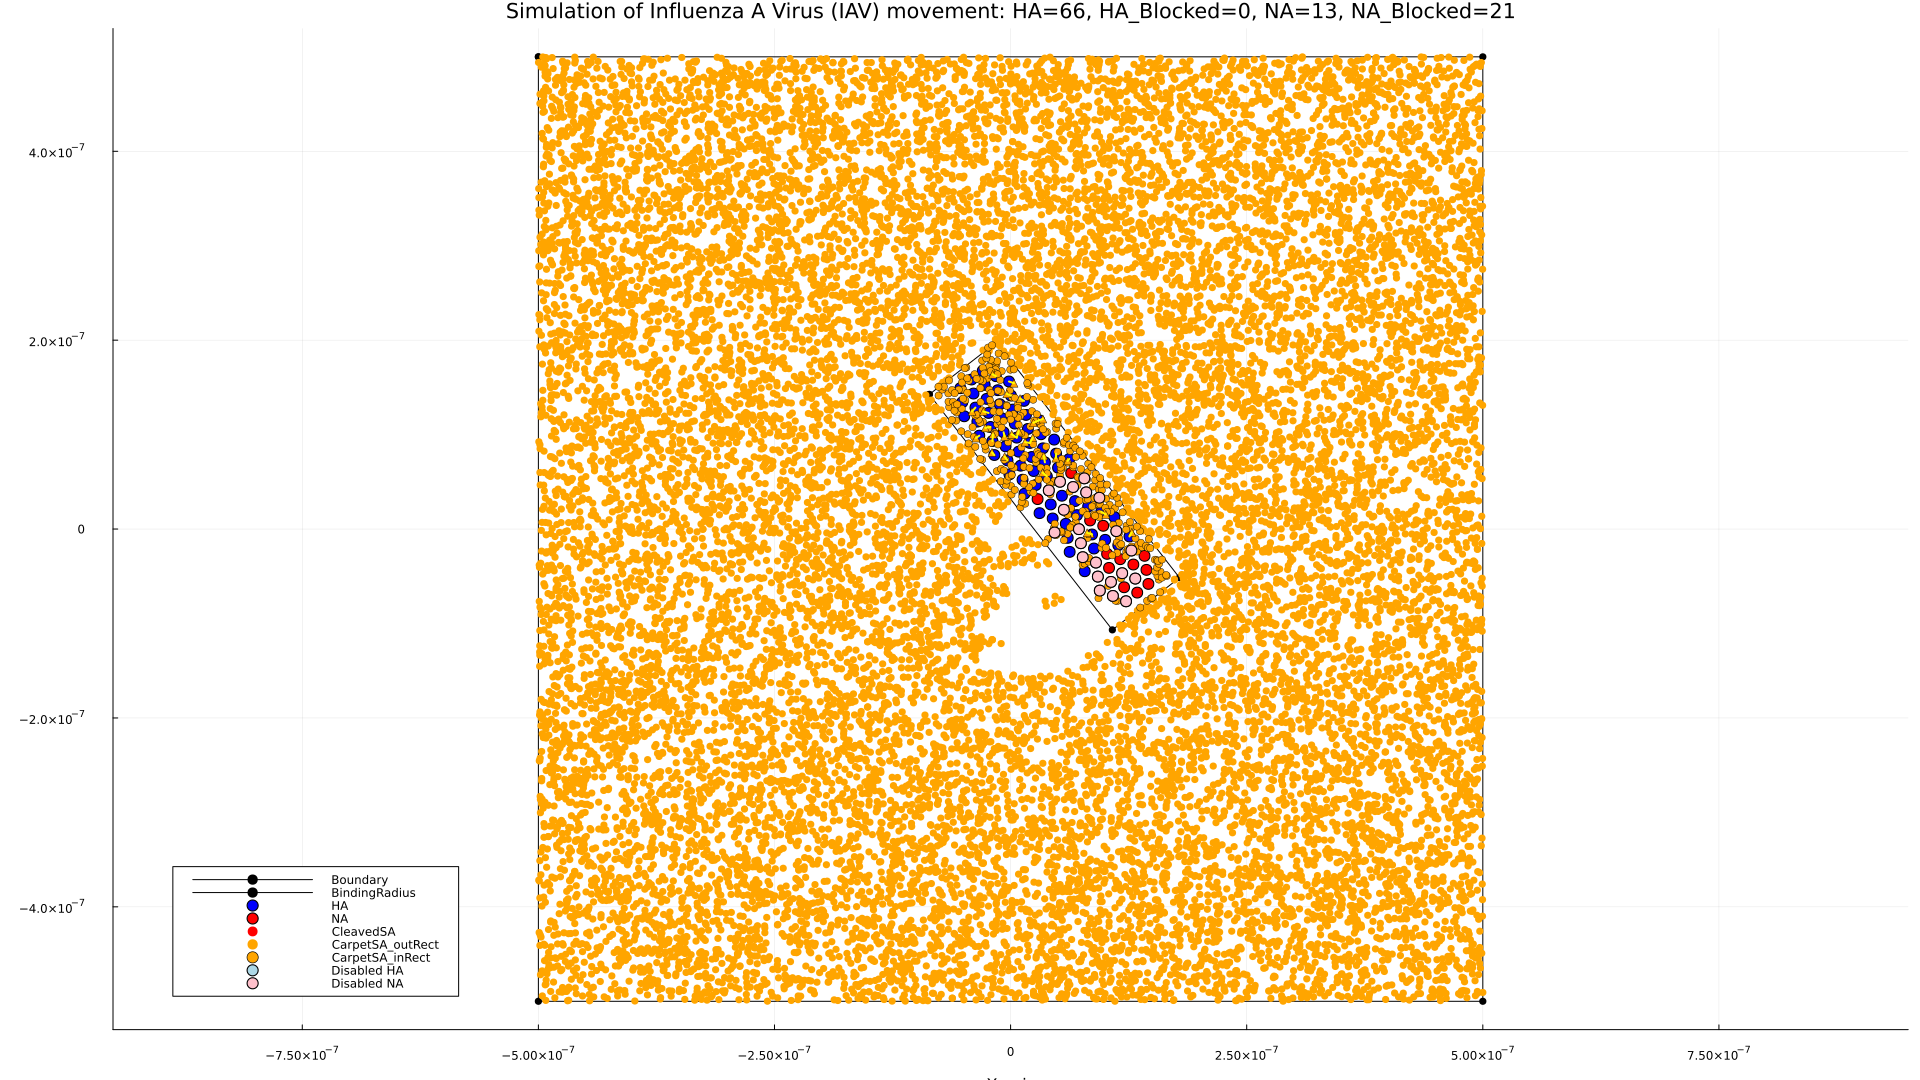 Simulation of Influenza A Virus (IAV) movement: HA=66, HA_Blocked=0, NA=13, NA_Blocked=21
4.0×10⁻⁷
2.0×10⁻⁷
0
−2.0×10⁻⁷
−4.0×10⁻⁷
Boundary
BindingRadius
HA
NA
CleavedSA
CarpetSA_outRect
CarpetSA_inRect
Disabled HA
Disabled NA
−7.50×10⁻⁷ −5.00×10⁻⁷ −2.50×10⁻⁷ 0 2.50×10⁻⁷ 5.00×10⁻⁷ 7.50×10⁻⁷